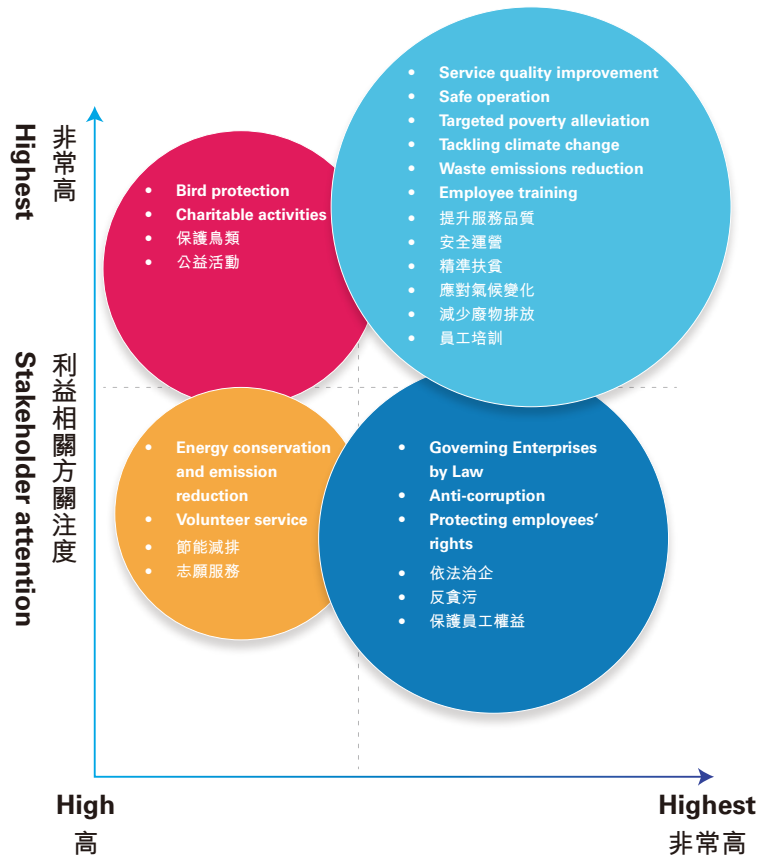 非常高
Highest
利益相關方關注度
Stakeholder attention
• Bird protection
• Charitable activities
• 保護鳥類
• 公益活動
• Service quality improvement
• Safe operation
• Targeted poverty alleviation
• Tackling climate change
• Waste emissions reduction
• Employee training
• 提升服務品質
• 安全運營
• 精準扶貧
• 應對氣候變化
• 減少廢物排放
• 員工培訓
• Energy conservation
and emission
reduction
• Volunteer service
• 節能減排
• 志願服務
• Governing Enterprises
by Law
• Anti-corruption
• Protecting employees’
rights
• 依法治企
• 反貪污
• 保護員工權益
High
高
Highest
非常高